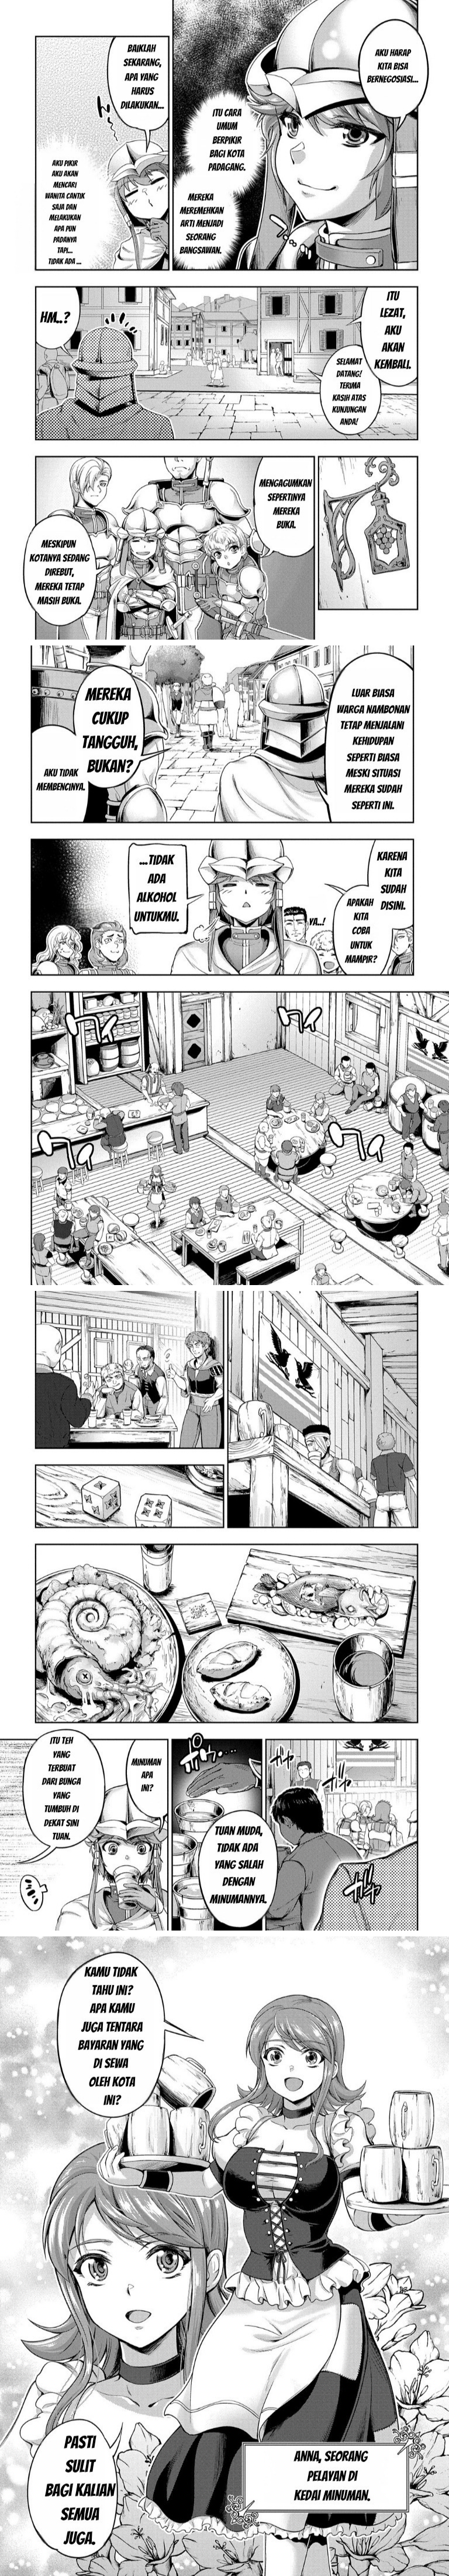 AKU HARAP
KITA BISA
BERNEGOSIASI...
ITU CARA
UMUM
BERPIKIR
BAGI KOTA
PADAGANG.
MEREKA
MEREMEHKAN
ARTI MENJADI
SEORANG
BANGSAWAN.
BAIKLAH
SEKARANG,
APA YANG
HARUS
DILAKUKAN...
AKU PIKIR
AKU AKAN
MENCARI
WANITA CANTIK
SAJA DAN
MELAKUKAN
APA PUN
PADANYA
TAPI...
TIDAK ADA ...
ITU
LEZAT,
AKU
AKAN
KEMBALI.
SELAMAT
DATANG!
TERIMA
KASIH ATAS
KUNJUNGAN
ANDA!
HM..?
MENGAGUMKAN
SEPERTINYA
MEREKA
BUKA.
MESKIPUN
KOTANYA SEDANG
DIREBUT,
MEREKA TETAP
MASIH BUKA.
LUAR BIASA
WARGA NAMBONAN
TETAP MENJALANI
KEHIDUPAN
SEPERTI BIASA
MESKI SITUASI
MEREKA SUDAH
SEPERTI INI.
MEREKA
CUKUP
TANGGUH,
BUKAN?
AKU TIDAK
MEMBENCINYA.
KARENA
KITA
SUDAH
DISINI.
APAKAH
KITA
COBA
UNTUK
MAMPIR?
YA..!
...TIDAK
ADA
ALKOHOL
UNTUKMU.
TUAN MUDA,
TIDAK ADA
YANG SALAH
DENGAN
MINUMANNYA.
MINUMAN
APA
INI?
ITU TEH
YANG
TERBUAT
DARI BUNGA
YANG
TUMBUH DI
DEKAT SINI
TUAN.
KAMU TIDAK
TAHU INI?
APA KAMU
JUGA TENTARA
BAYARAN YANG
DI SEWA
OLEH KOTA
INI?
ANNA, SEORANG
PELAYAN DI
KEDAI MINUMAN.
PASTI
SULIT
BAGI KALIAN
SEMUA
JUGA.